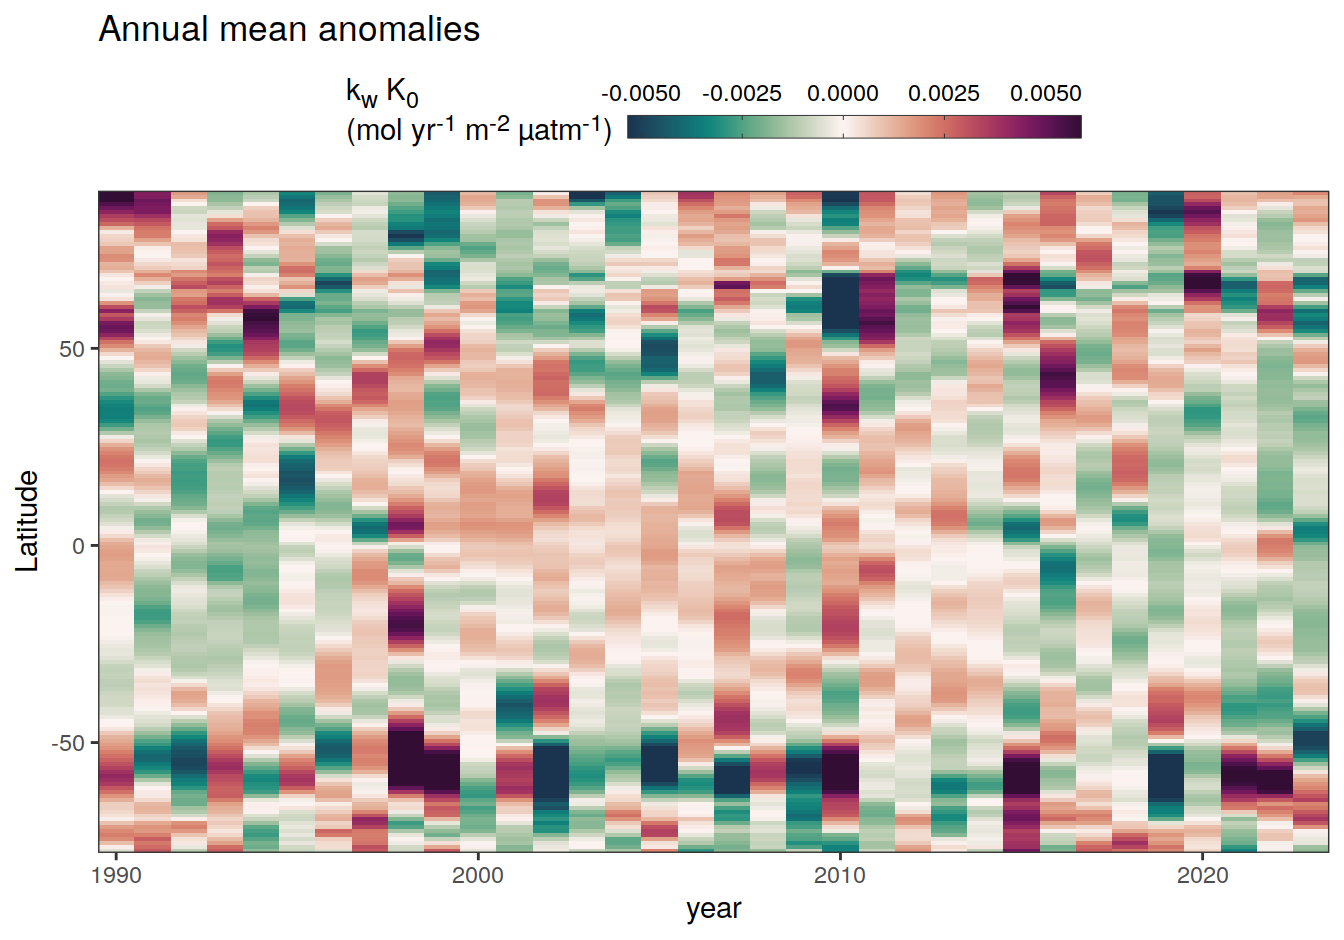 Annual mean anomalies
k_w K_0
(mol yr⁻¹ m⁻² µatm⁻¹)
-0.0050 -0.0025 0.0000 0.0025 0.0050
Latitude
50
0
-50
1990 2000 2010 2020
year